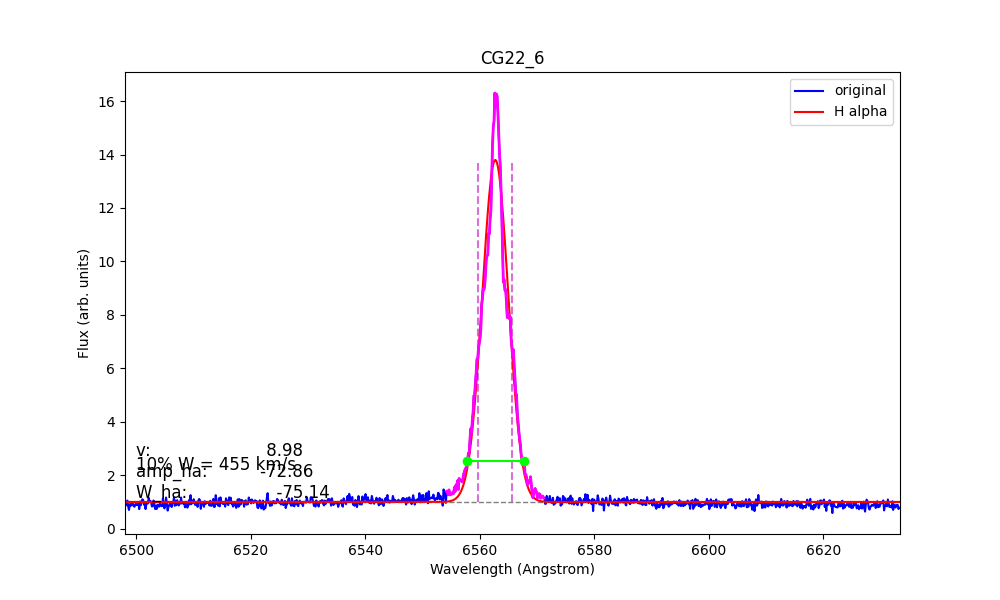 CG22_6
original
H alpha
16
14
12
10
8
6
4
2
0
Flux (arb. units)
v: 8.98
10% W = 455 km/s
amp_ha: -72.86
W_ha: -75.14
6500 6520 6540 6560 6580 6600 6620
Wavelength (Angstrom)